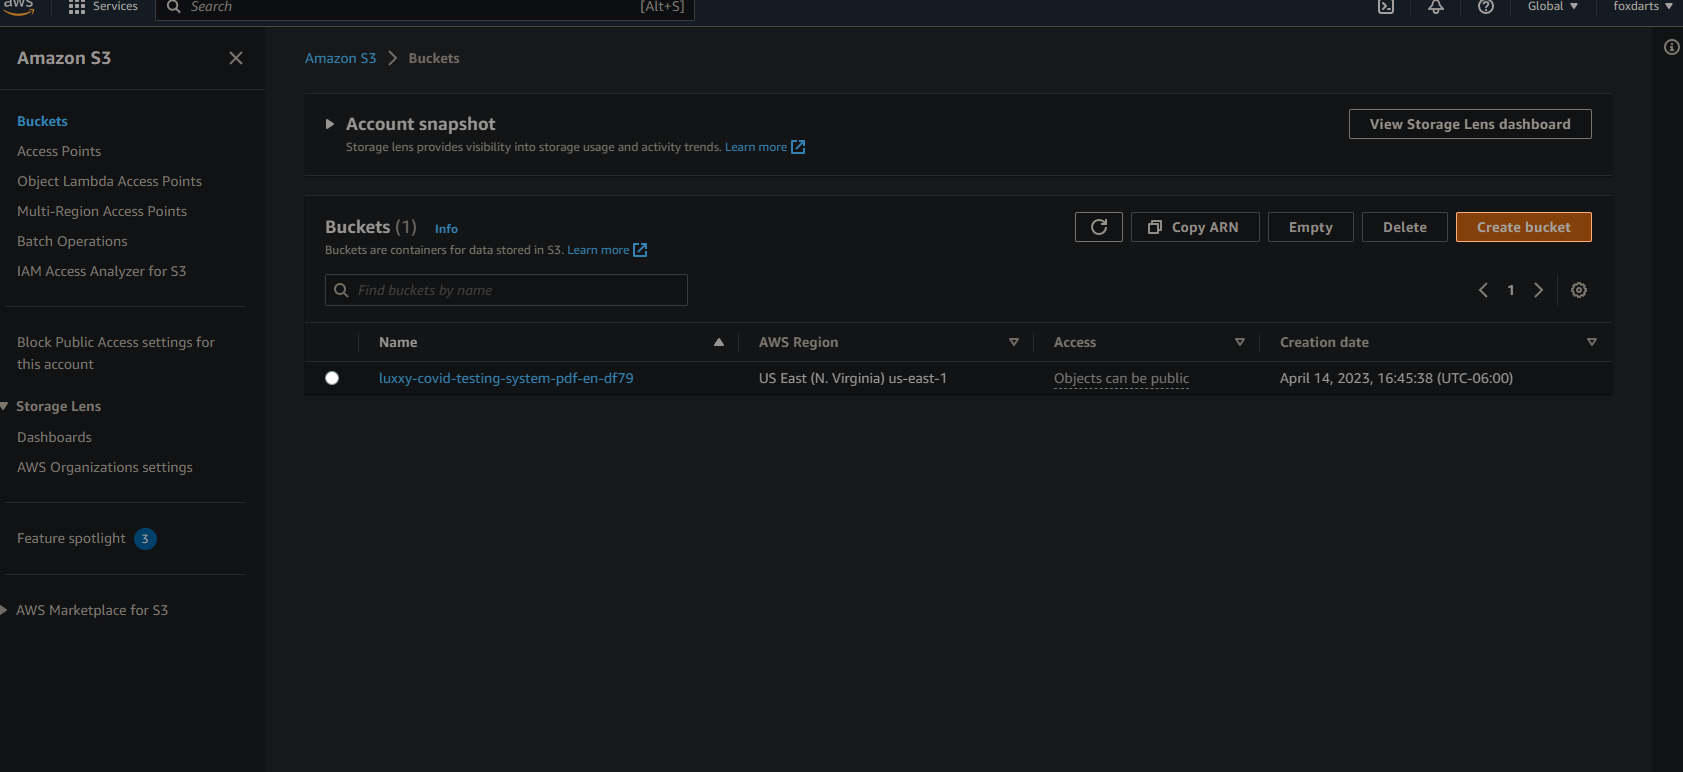 aws Services Search [Alt+S] Global foxdarts
Amazon S3
Amazon S3 Buckets
Buckets
Access Points
Object Lambda Access Points
Multi-Region Access Points
Batch Operations
IAM Access Analyzer for S3
Block Public Access settings for
this account
Storage Lens
Dashboards
AWS Organizations settings
Feature spotlight 3
AWS Marketplace for S3
Account snapshot
Storage lens provides visibility into storage usage and activity trends. Learn more
View Storage Lens dashboard
Buckets (1) Info
Buckets are containers for data stored in S3. Learn more
Copy ARN Empty Delete Create bucket
Find buckets by name
1
Name AWS Region Access Creation date
luxxy-covid-testing-system-pdf-en-df79 US East (N. Virginia) us-east-1 Objects can be public April 14, 2023, 16:45:38 (UTC-06:00)